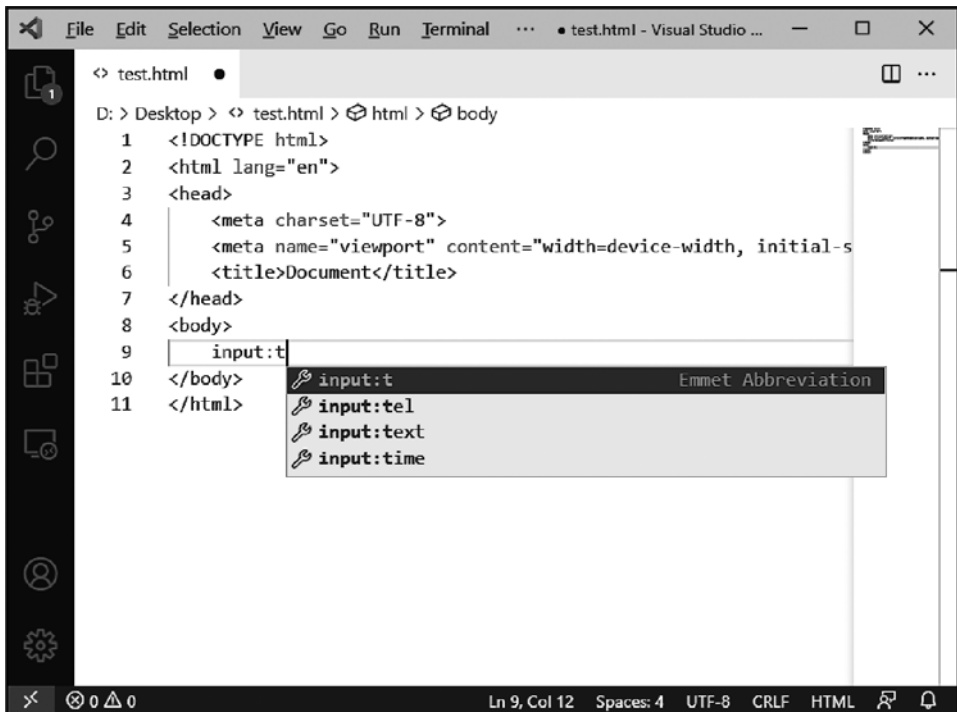 File Edit Selection View Go Run Terminal ··· ● test.html - Visual Studio ...
1
<> test.html ●
D: > Desktop > <> test.html > html > body
1 <!DOCTYPE html>
2 <html lang="en">
3 <head>
4 <meta charset="UTF-8">
5 <meta name="viewport" content="width=device-width, initial-s
6 <title>Document</title>
7 </head>
8 <body>
9 input:t
10 </body>
11 </html>
input:t Emmet Abbreviation
input:tel
input:text
input:time
0 0 Ln 9, Col 12 Spaces: 4 UTF-8 CRLF HTML